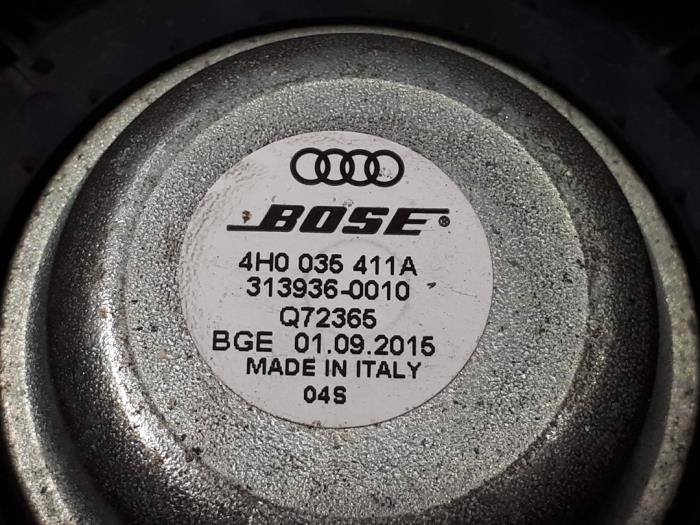 BOSE®
4H0 035 411A
313936-0010
Q72365
BGE 01.09.2015
MADE IN ITALY
04S